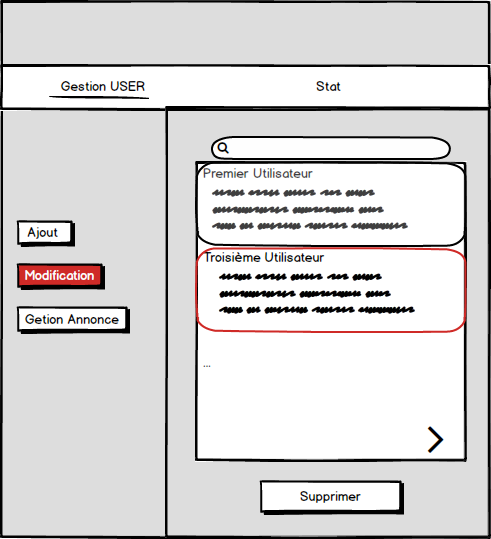 Gestion USER
Stat
Premier Utilisateur
Ajout
Troisième Utilisateur
Modification
Getion Annonce
...
Supprimer